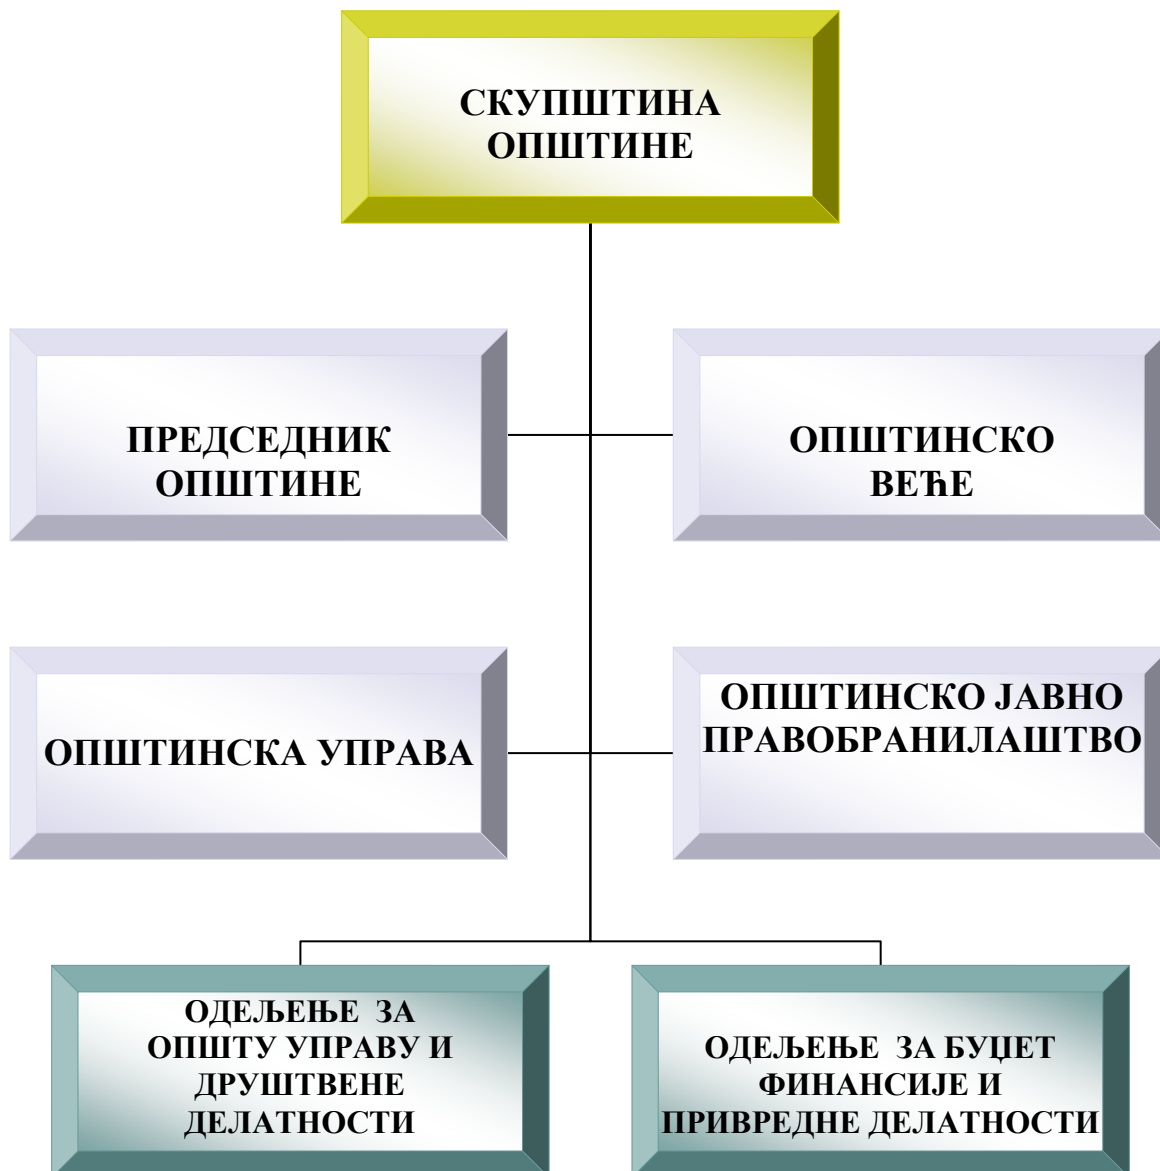 СКУПШТИНА
ОПШТИНЕ
ПРЕДСЕДНИК
ОПШТИНЕ
ОПШТИНСКО
ВЕЋЕ
ОПШТИНСКА УПРАВА
ОПШТИНСКО ЈАВНО
ПРАВОБРАНИЛАШТВО
ОДЕЉЕЊЕ ЗА
ОПШТУ УПРАВУ И
ДРУШТВЕНЕ
ДЕЛАТНОСТИ
ОДЕЉЕЊЕ ЗА БУЏЕТ
ФИНАНСИЈЕ И
ПРИВРЕДНЕ ДЕЛАТНОСТИ